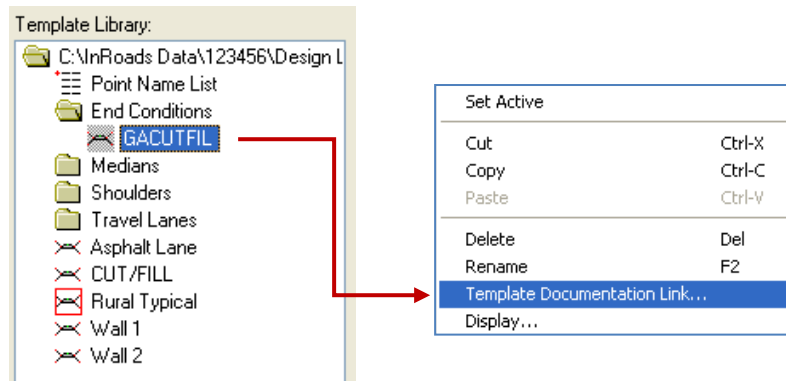 Template Library:
C:\InRoads Data\123456\Design L
Point Name List
End Conditions
GACUTFIL
Medians
Shoulders
Travel Lanes
Asphalt Lane
CUT/FILL
Rural Typical
Wall 1
Wall 2
Set Active
Cut Ctrl-X
Copy Ctrl-C
Paste Ctrl-V
Delete Del
Rename F2
Template Documentation Link...
Display...